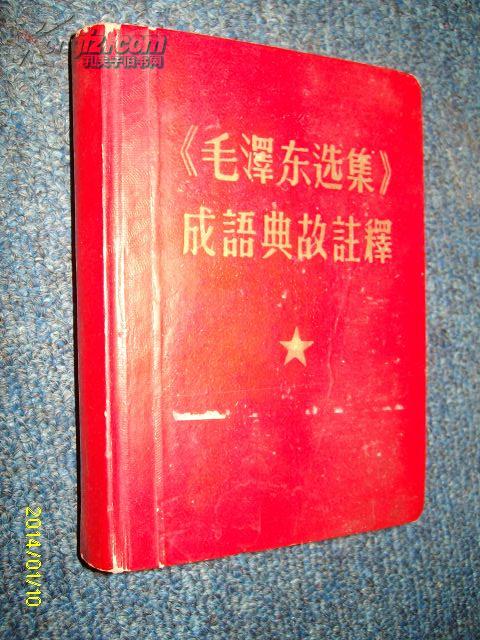 kongfz.com
孔夫子旧书网
《毛澤东选集》
成語典故註釋
2014/01/10